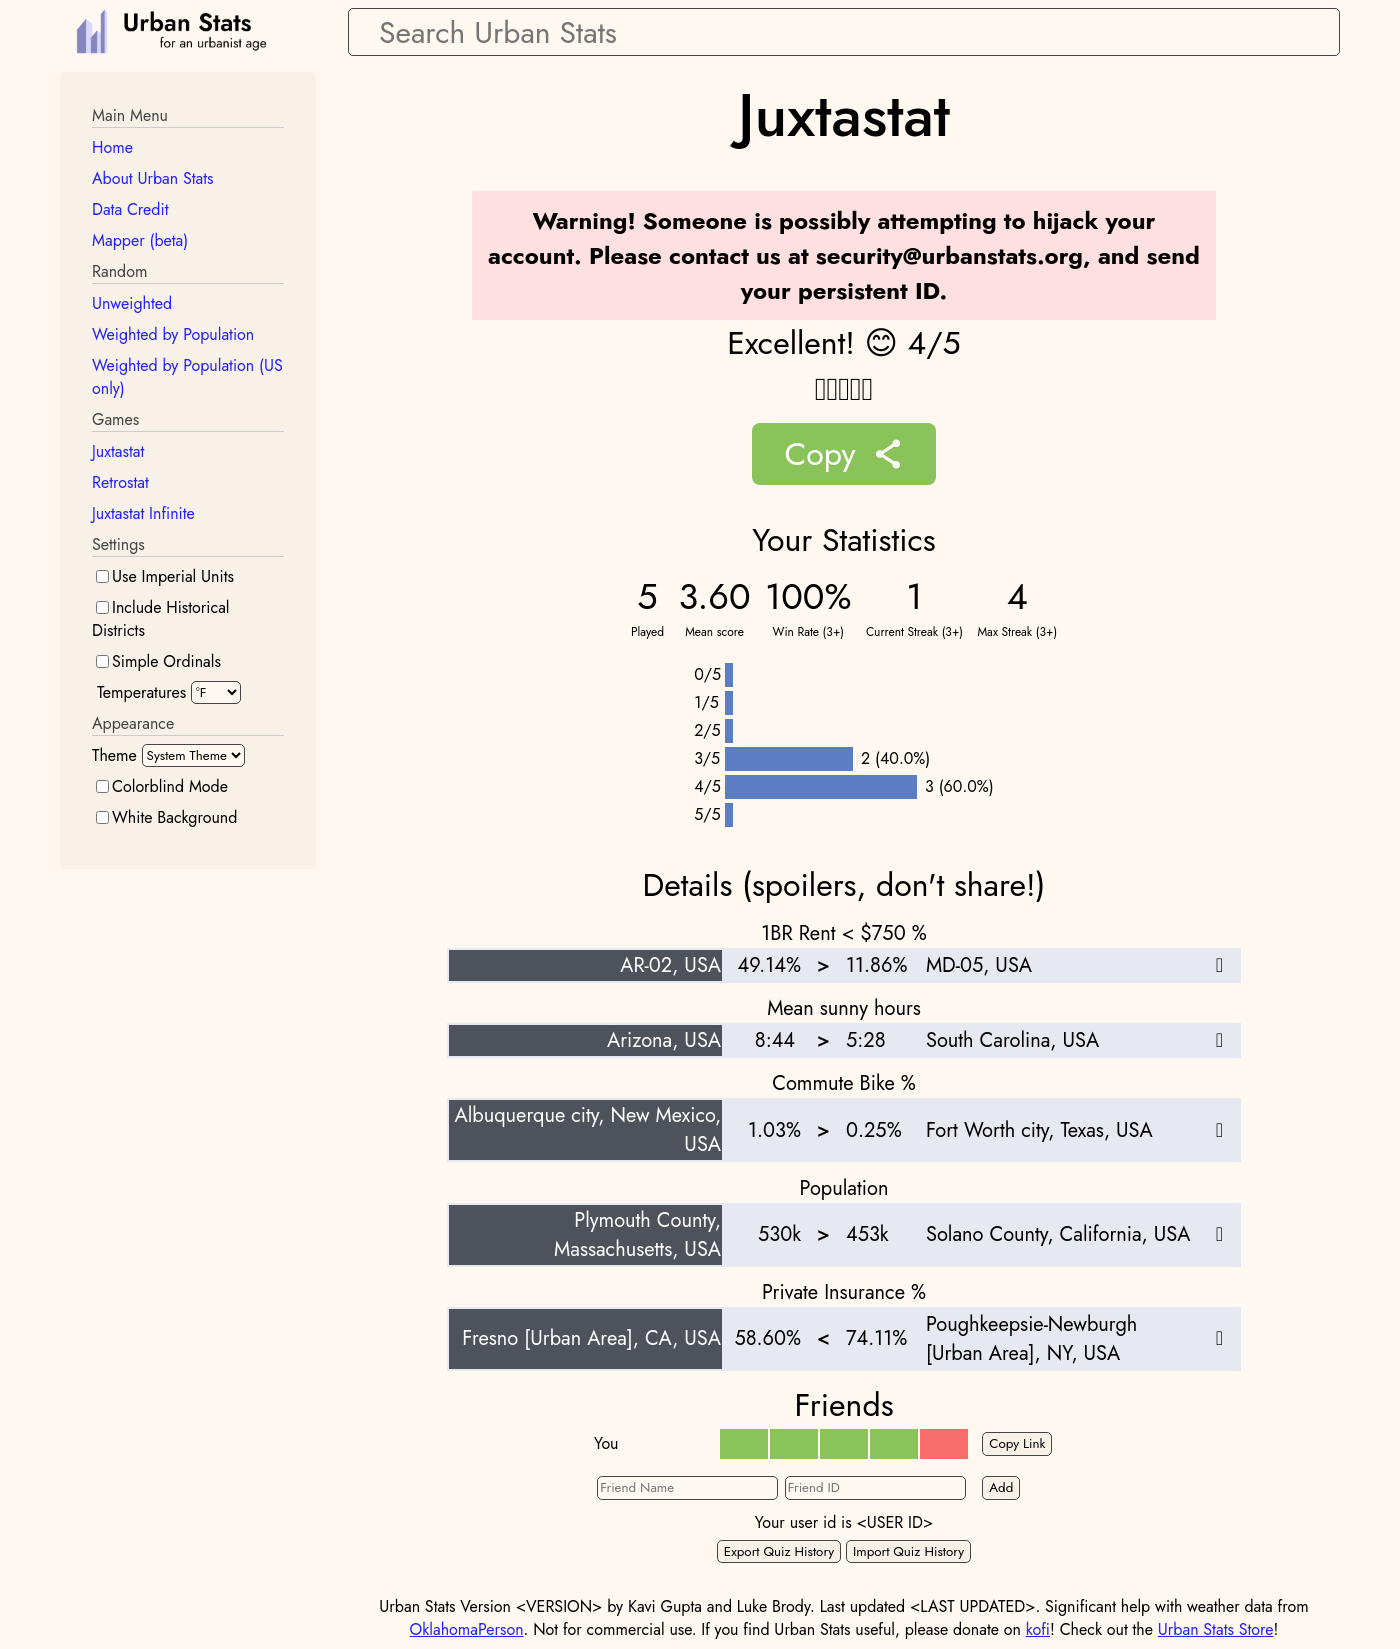 Urban Stats
for an urbanist age
Search Urban Stats
Main Menu
Home
About Urban Stats
Data Credit
Mapper (beta)
Random
Unweighted
Weighted by Population
Weighted by Population (US
only)
Games
Juxtastat
Retrostat
Juxtastat Infinite
Settings
Use Imperial Units
Include Historical
Districts
Simple Ordinals
Temperatures °F
Appearance
Theme System Theme
Colorblind Mode
White Background
Juxtastat
Warning! Someone is possibly attempting to hijack your
account. Please contact us at security@urbanstats.org, and send
your persistent ID.
Excellent! 😊 4/5
Copy
Your Statistics
5 3.60 100% 1 4
Played Mean score Win Rate (3+) Current Streak (3+) Max Streak (3+)
0/5
1/5
2/5
3/5 2 (40.0%)
4/5 3 (60.0%)
5/5
Details (spoilers, don't share!)
1BR Rent < $750 %
AR-02, USA 49.14% > 11.86% MD-05, USA
Mean sunny hours
Arizona, USA 8:44 > 5:28 South Carolina, USA
Commute Bike %
Albuquerque city, New Mexico,
USA 1.03% > 0.25% Fort Worth city, Texas, USA
Population
Plymouth County,
Massachusetts, USA 530k > 453k Solano County, California, USA
Private Insurance %
Fresno [Urban Area], CA, USA 58.60% < 74.11% Poughkeepsie-Newburgh
[Urban Area], NY, USA
Friends
You Copy Link
Friend Name Friend ID Add
Your user id is <USER ID>
Export Quiz History Import Quiz History
Urban Stats Version <VERSION> by Kavi Gupta and Luke Brody. Last updated <LAST UPDATED>. Significant help with weather data from
OklahomaPerson. Not for commercial use. If you find Urban Stats useful, please donate on kofi! Check out the Urban Stats Store!